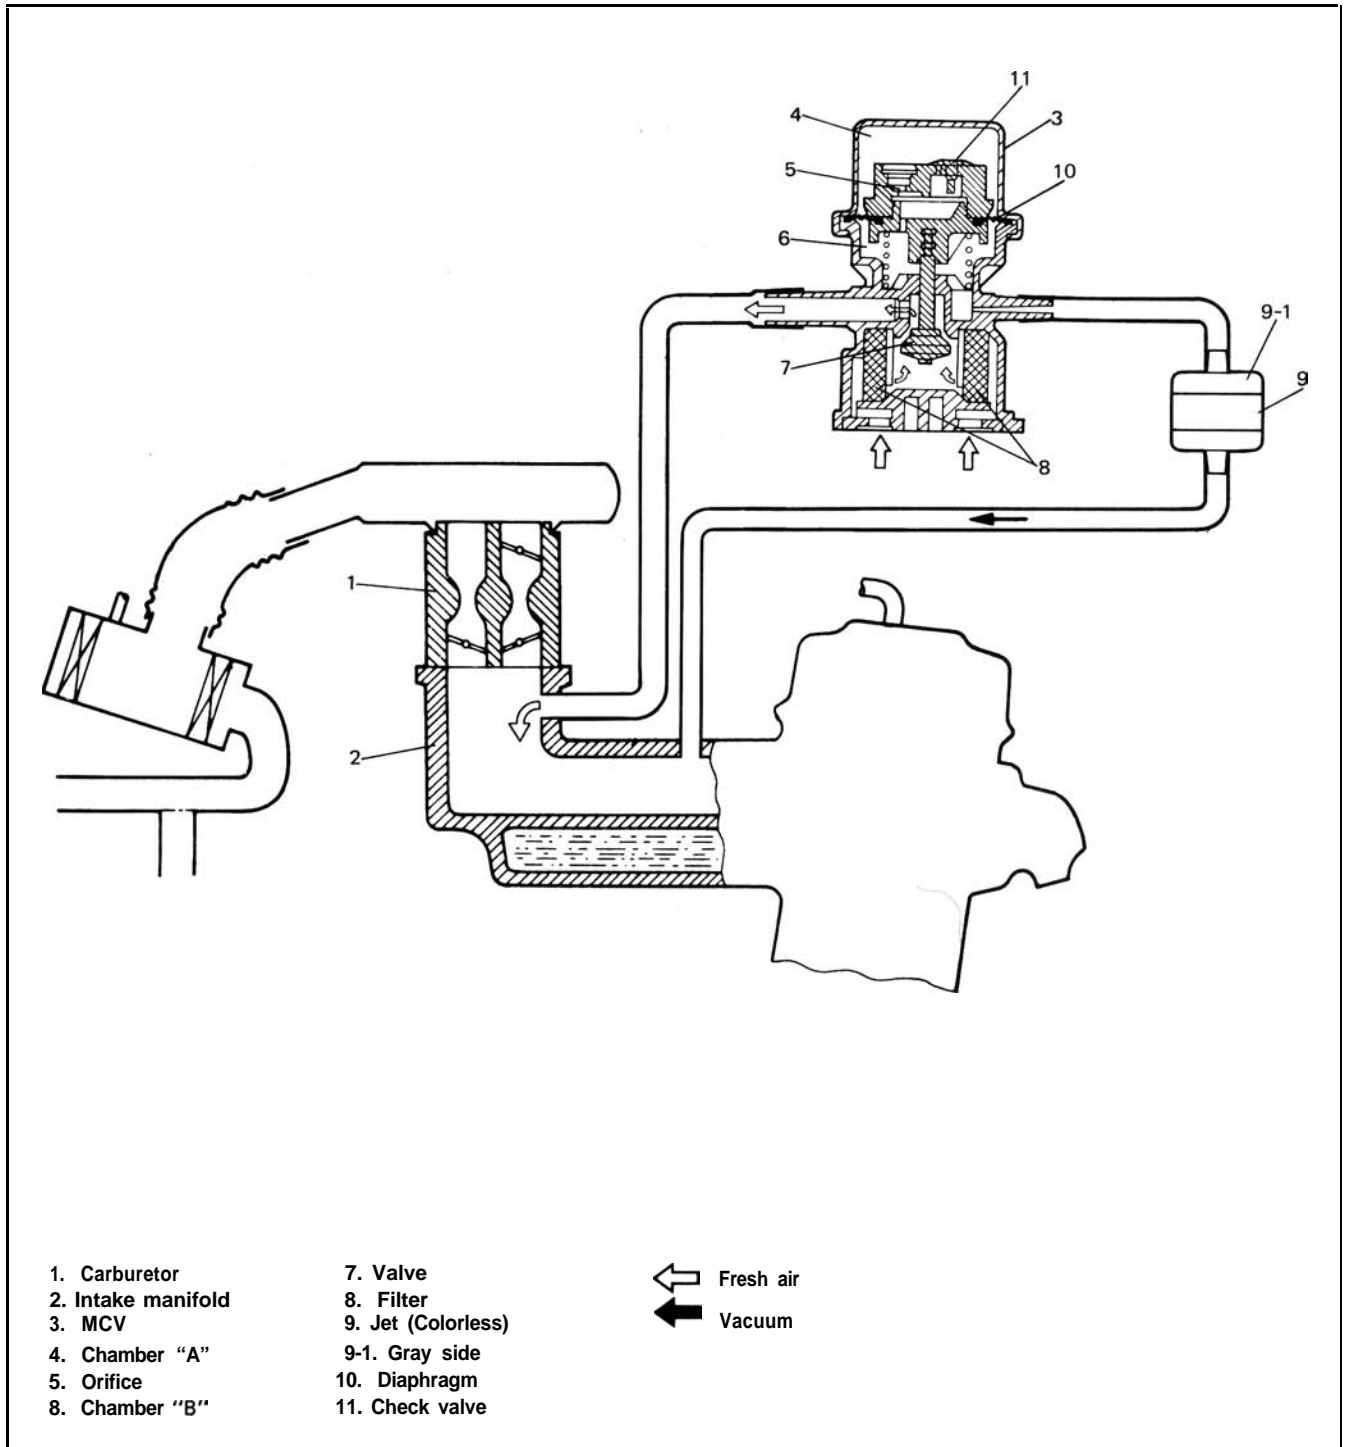 11
4
3
5
10
6
9-1
7
9
8
1
2
1. Carburetor
2. Intake manifold
3. MCV
4. Chamber “A”
5. Orifice
8. Chamber "B"
7. Valve
8. Filter
9. Jet (Colorless)
9-1. Gray side
10. Diaphragm
11. Check valve
Fresh air
Vacuum